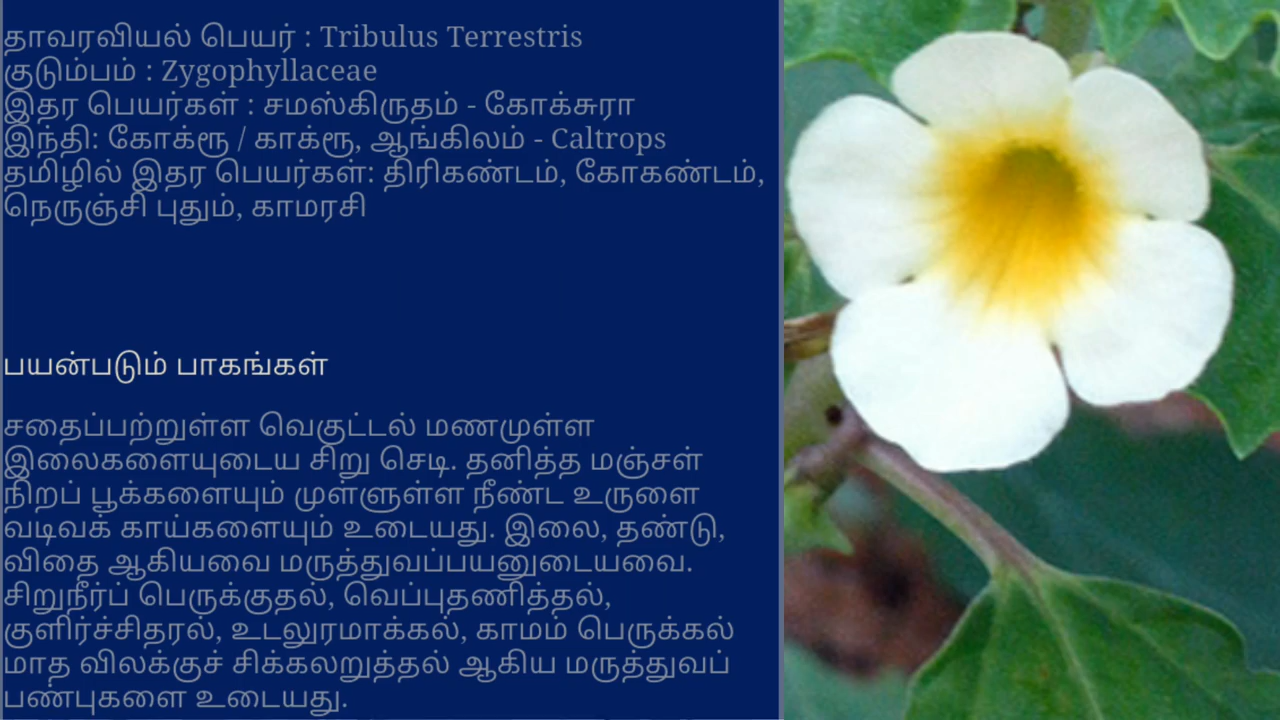 தாவரவியல் பெயர் : Tribulus Terrestris
குடும்பம் : Zygophyllaceae
இதர பெயர்கள் : சமஸ்கிருதம் - கோக்சுரா
இந்தி: கோக்ரூ / காக்ரூ, ஆங்கிலம் - Caltrops
தமிழில் இதர பெயர்கள்: திரிகண்டம், கோகண்டம்,
நெருஞ்சி புதும், காமரசி
பயன்படும் பாகங்கள்
சதைப்பற்றுள்ள வெகுட்டல் மணமுள்ள
இலைகளையுடைய சிறு செடி. தனித்த மஞ்சள்
நிறப் பூக்களையும் முள்ளுள்ள நீண்ட உருளை
வடிவக் காய்களையும் உடையது. இலை, தண்டு,
விதை ஆகியவை மருத்துவப்பயனுடையவை.
சிறுநீர்ப் பெருக்குதல், வெப்புதணித்தல்,
குளிர்ச்சிதரல், உடலுரமாக்கல், காமம் பெருக்கல்
மாத விலக்குச் சிக்கலறுத்தல் ஆகிய மருத்துவப்
பண்புகளை உடையது.